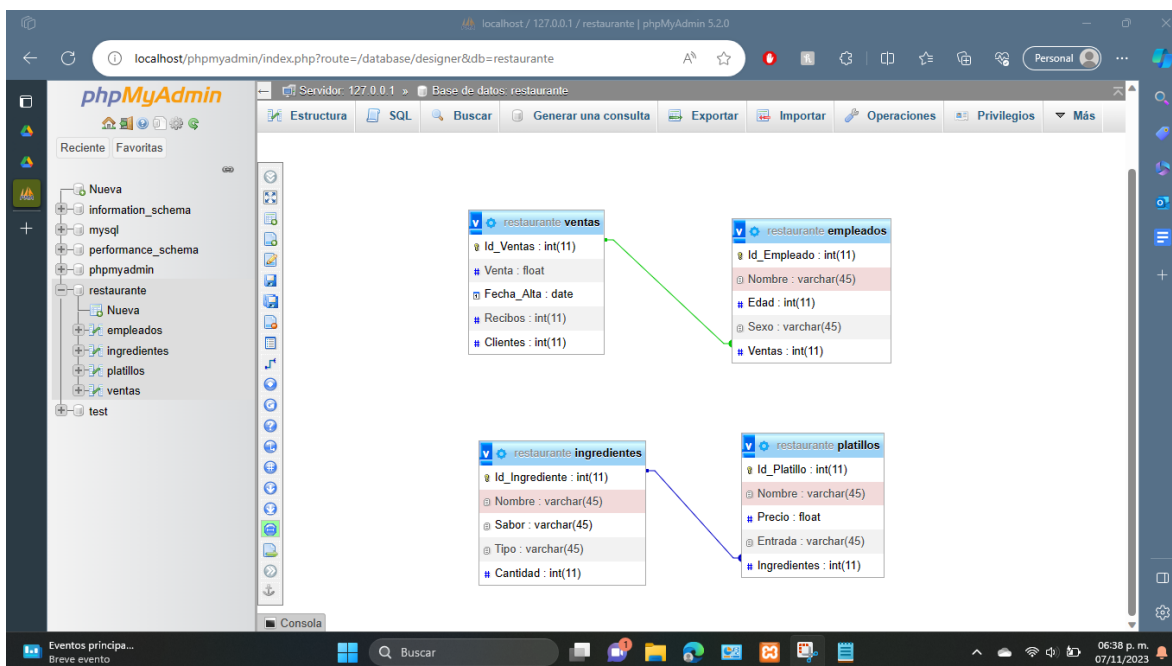 localhost / 127.0.0.1 / restaurante | phpMyAdmin 5.2.0
localhost/phpmyadmin/index.php?route=/database/designer&db=restaurante
Personal
phpMyAdmin
Reciente Favoritas
Nueva
information_schema
mysql
performance_schema
phpmyadmin
restaurante
Nueva
empleados
ingredientes
platillos
ventas
test
Servidor: 127.0.0.1 » Base de datos: restaurante
Estructura SQL Buscar Generar una consulta Exportar Importar Operaciones Privilegios Más
v restaurante ventas
Id_Ventas : int(11)
# Venta : float
Fecha_Alta : date
# Recibos : int(11)
# Clientes : int(11)
v restaurante empleados
Id_Empleado : int(11)
Nombre : varchar(45)
# Edad : int(11)
Sexo : varchar(45)
# Ventas : int(11)
v restaurante ingredientes
Id_Ingrediente : int(11)
Nombre : varchar(45)
Sabor : varchar(45)
Tipo : varchar(45)
# Cantidad : int(11)
v restaurante platillos
Id_Platillo : int(11)
Nombre : varchar(45)
# Precio : float
Entrada : varchar(45)
# Ingredientes : int(11)
Consola
Eventos principa...
Breve evento
Buscar
1
06:38 p. m.
07/11/2023